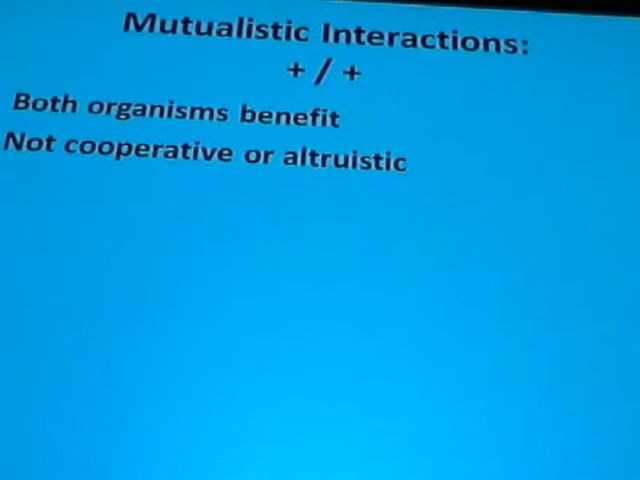 Mutualistic Interactions:
+ / +
Both organisms benefit
Not cooperative or altruistic